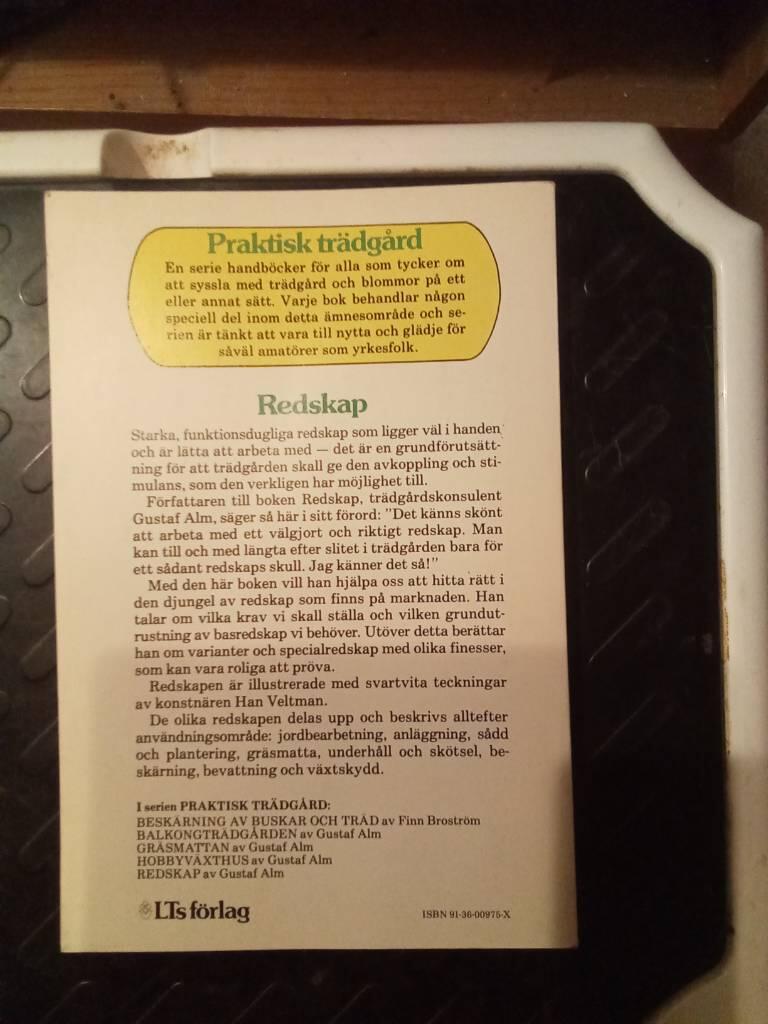 Praktisk trädgård
En serie handböcker för alla som tycker om
att syssla med trädgård och blommor på ett
eller annat sätt. Varje bok behandlar någon
speciell del inom detta ämnesområde och se-
rien är tänkt att vara till nytta och glädje för
såväl amatörer som yrkesfolk.
Redskap
Starka, funktionsdugliga redskap som ligger väl i handen
och är lätta att arbeta med — det är en grundförutsätt-
ning för att trädgården skall ge den avkoppling och sti-
mulans, som den verkligen har möjlighet till.
Författaren till boken Redskap, trädgårdskonsulent
Gustaf Alm, säger så här i sitt förord: "Det känns skönt
att arbeta med ett välgjort och riktigt redskap. Man
kan till och med längta efter slitet i trädgården bara för
ett sådant redskaps skull. Jag känner det så!"
Med den här boken vill han hjälpa oss att hitta rätt i
den djungel av redskap som finns på marknaden. Han
talar om vilka krav vi skall ställa och vilken grundut-
rustning av basredskap vi behöver. Utöver detta berättar
han om varianter och specialredskap med olika finesser,
som kan vara roliga att pröva.
Redskapen är illustrerade med svartvita teckningar
av konstnären Han Veltman.
De olika redskapen delas upp och beskrivs alltefter
användningsområde: jordbearbetning, anläggning, sådd
och plantering, gräsmatta, underhåll och skötsel, be-
skärning, bevattning och växtskydd.
I serien PRAKTISK TRÄDGÅRD:
BESKÄRNING AV BUSKAR OCH TRÄD av Finn Broström
BALKONGTRÄDGÅRDEN av Gustaf Alm
GRÄSMATTAN av Gustaf Alm
HOBBYVÄXTHUS av Gustaf Alm
REDSKAP av Gustaf Alm
LTs förlag
ISBN 91-36-00975-X